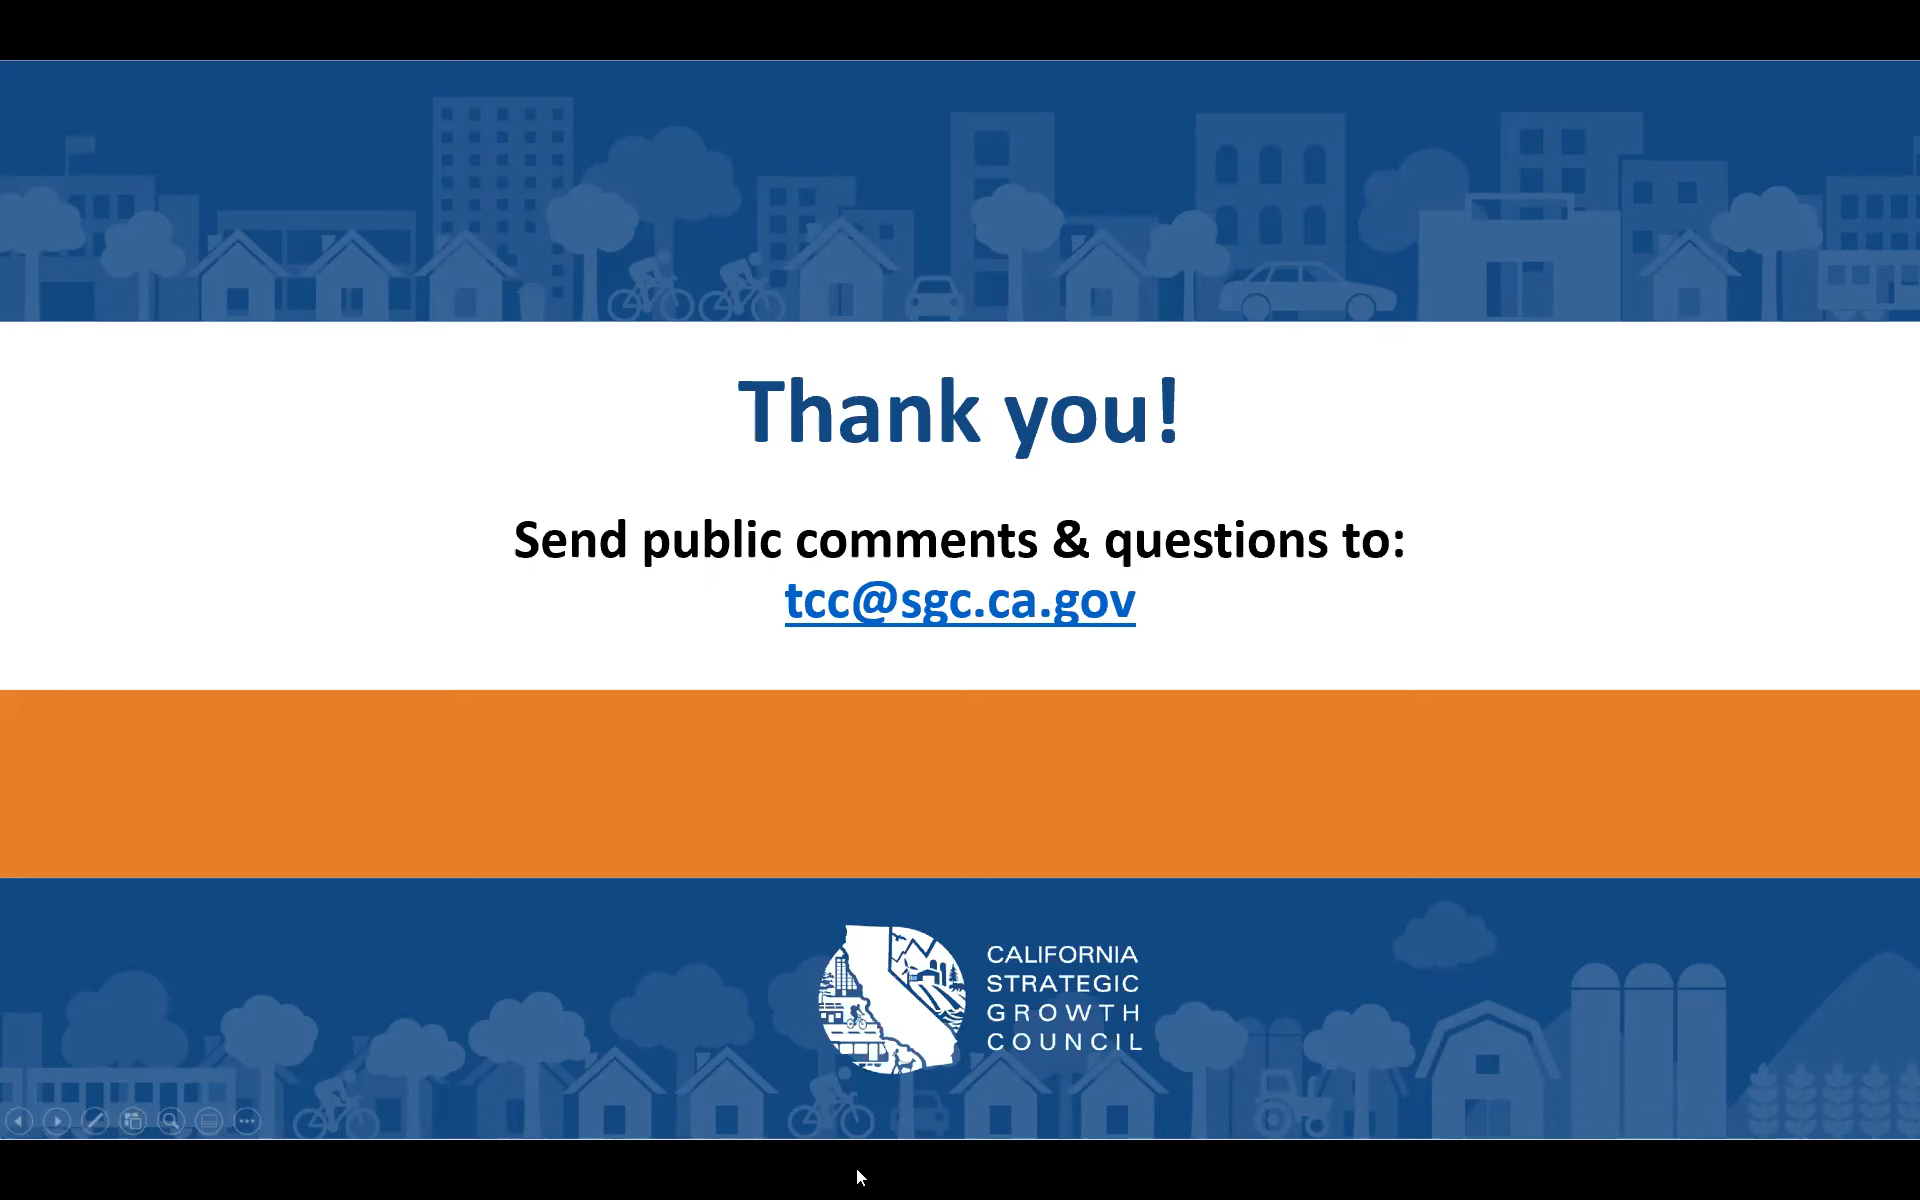 Thank you!
Send public comments & questions to:
tcc@sgc.ca.gov
CALIFORNIA
STRATEGIC
GROWTH
COUNCIL